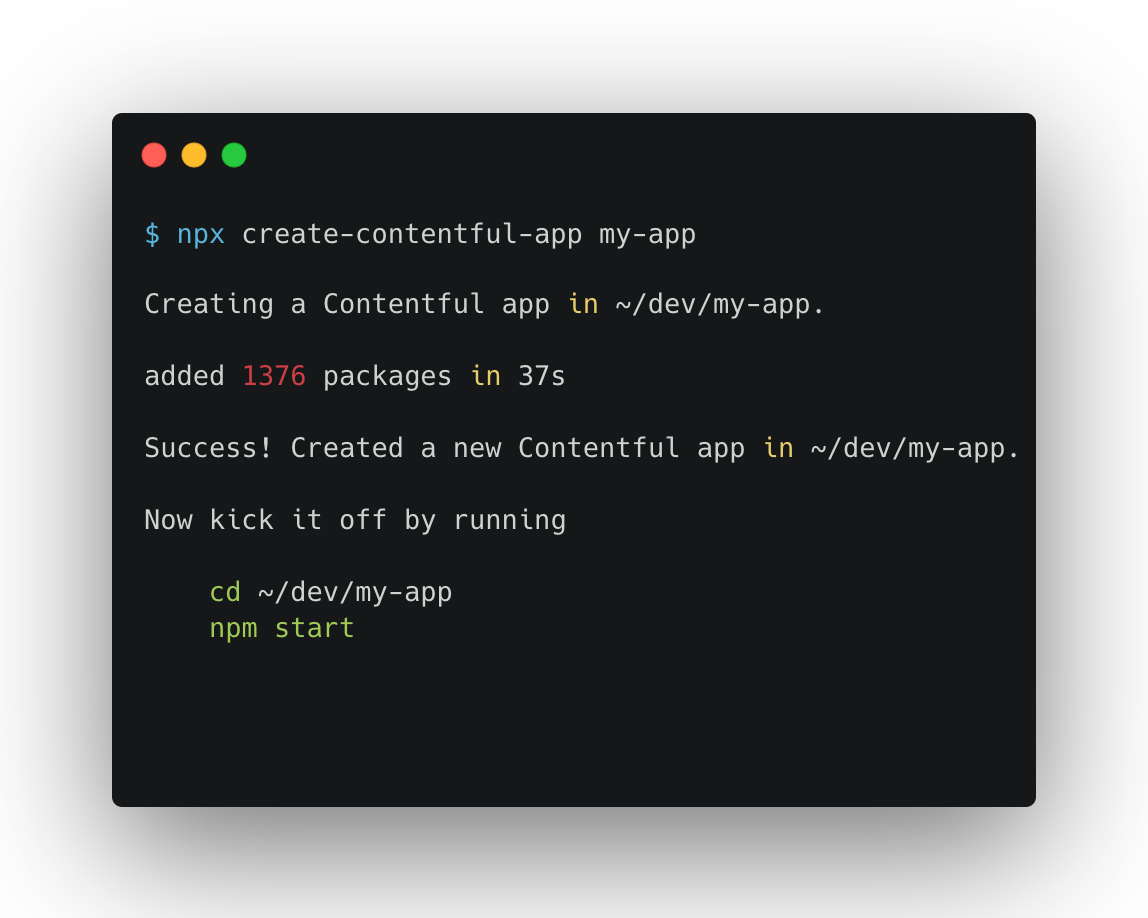 $ npx create-contentful-app my-app
Creating a Contentful app in ~/dev/my-app.
added 1376 packages in 37s
Success! Created a new Contentful app in ~/dev/my-app.
Now kick it off by running
cd ~/dev/my-app
npm start